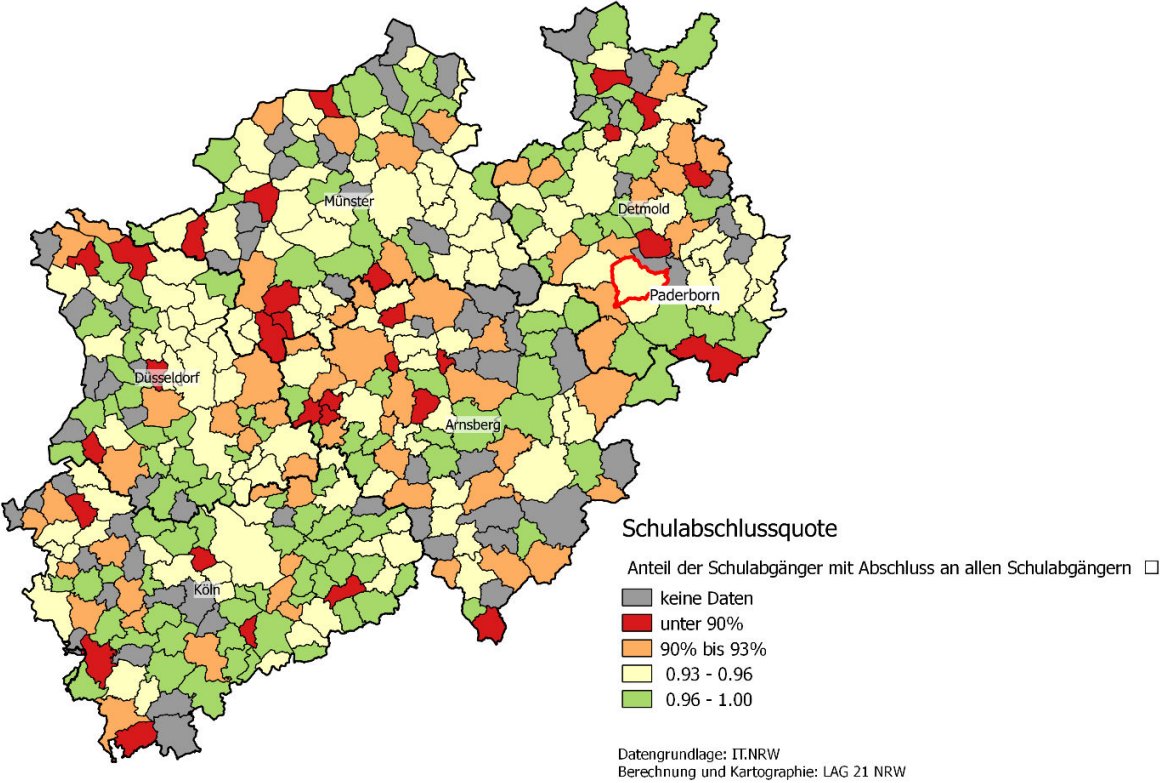 Münster
Detmold
Paderborn
Düsseldorf
Arnsberg
Köln
Schulabschlussquote
Anteil der Schulabgänger mit Abschluss an allen Schulabgängern
keine Daten
unter 90%
90% bis 93%
0.93 - 0.96
0.96 - 1.00
Datengrundlage: IT.NRW
Berechnung und Kartographie: LAG 21 NRW